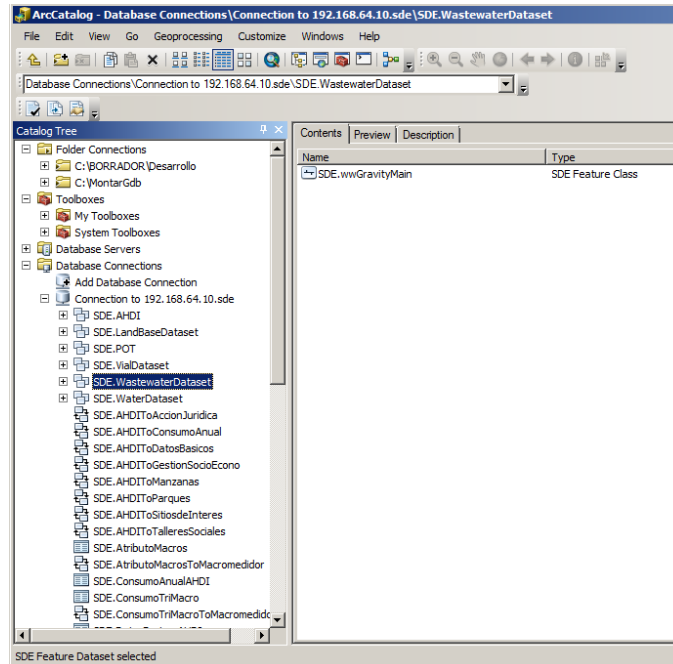 ArcCatalog - Database Connections\Connection to 192.168.64.10.sde\SDE.WastewaterDataset
File Edit View Go Geoprocessing Customize Windows Help
Database Connections\Connection to 192.168.64.10.sde\SDE.WastewaterDataset
Catalog Tree
Folder Connections
C:\BORRADOR\Desarrollo
C:\MontarGdb
Toolboxes
My Toolboxes
System Toolboxes
Database Servers
Database Connections
Add Database Connection
Connection to 192.168.64.10.sde
SDE.AHDI
SDE.LandBaseDataset
SDE.POT
SDE.VialDataset
SDE.WastewaterDataset
SDE.WaterDataset
SDE.AHDIToAccionJuridica
SDE.AHDIToConsumoAnual
SDE.AHDIToDatosBasicos
SDE.AHDIToGestionSocioEcono
SDE.AHDIToManzanas
SDE.AHDIToParques
SDE.AHDIToSitiosdeInteres
SDE.AHDIToTalleresSociales
SDE.AtributoMacros
SDE.AtributoMacrosToMacromedidor
SDE.ConsumoAnualAHDI
SDE.ConsumoTriMacro
SDE.ConsumoTriMacroToMacromedidc
Contents Preview Description
Name Type
SDE.wwGravityMain SDE Feature Class
SDE Feature Dataset selected